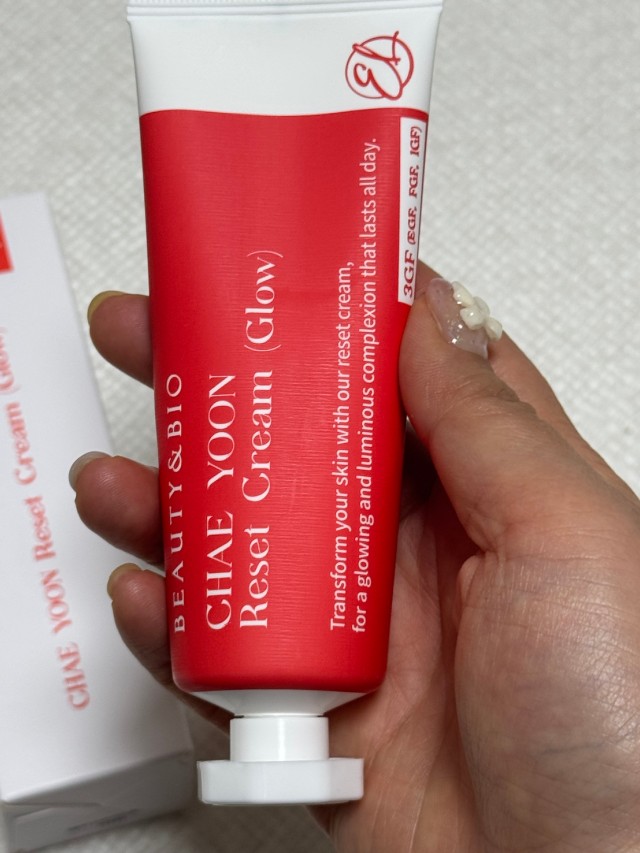 BEAUTY&BIO
CHAE YOON
Reset Cream (Glow)
Transform your skin with our reset cream,
for a glowing and luminous complexion that lasts all day.
3GF (EGF, FGF, IGF)
CHAE YOON Reset Cream (Glow)